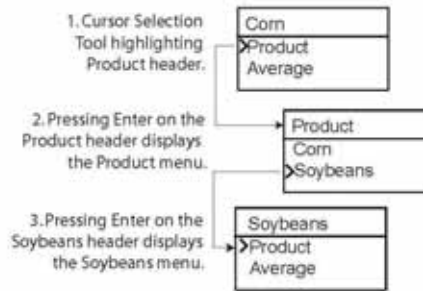 1. Cursor Selection
Tool highlighting
Product header.
Corn
>Product
Average
2. Pressing Enter on the
Product header displays
the Product menu.
Product
Corn
>Soybeans
3. Pressing Enter on the
Soybeans header displays
the Soybeans menu.
Soybeans
>Product
Average